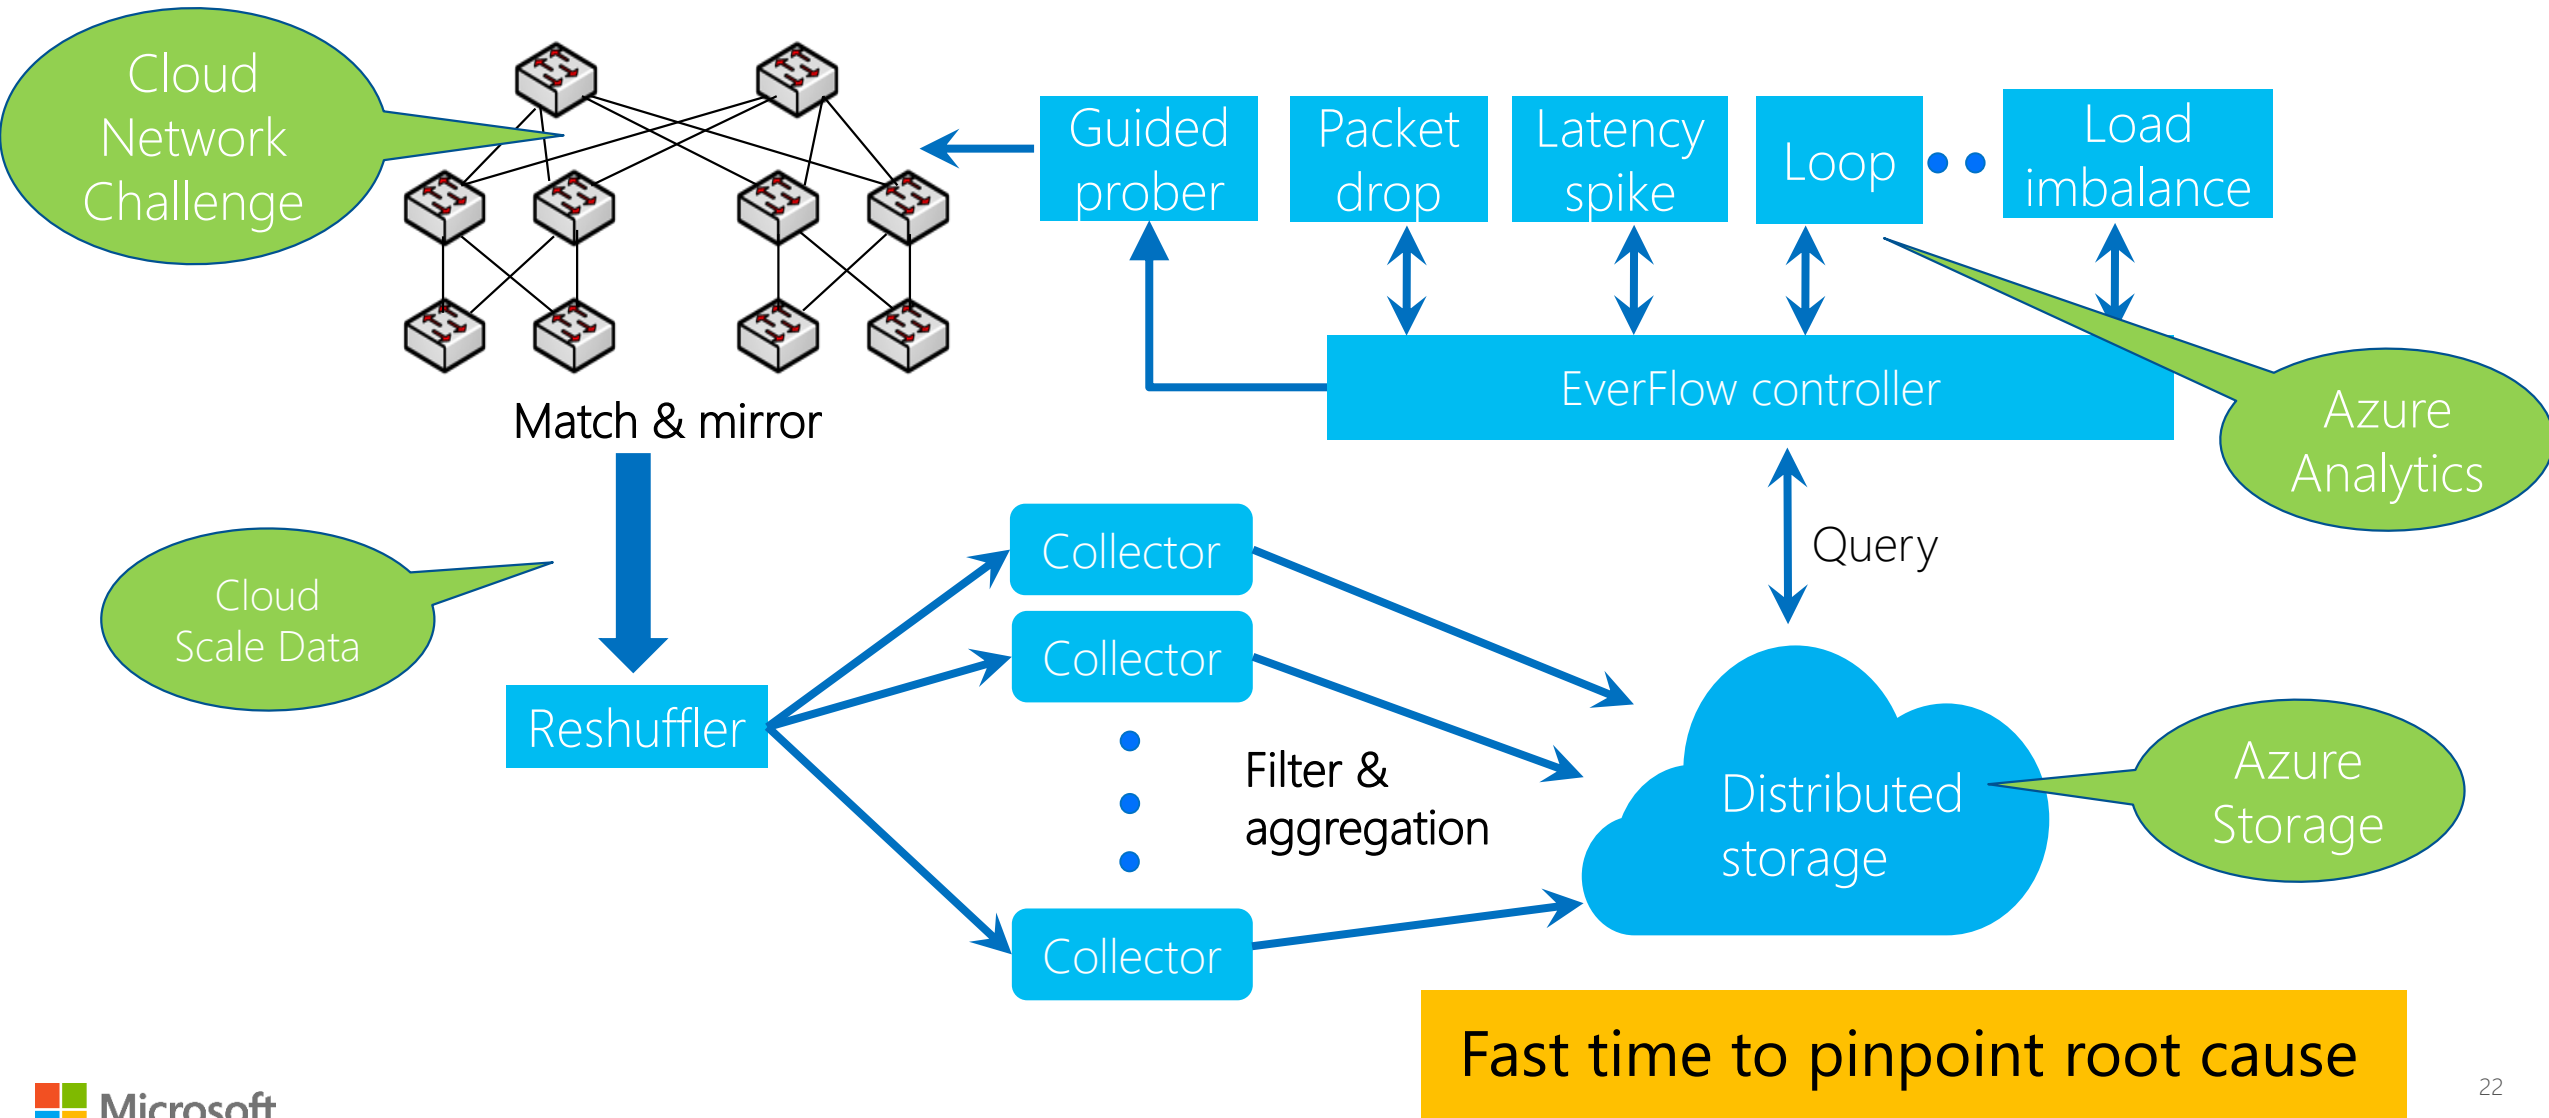 Cloud
Network
Challenge
Guided
prober
Packet
drop
Latency
spike
Loop
Load
imbalance
EverFlow controller
Azure
Analytics
Match & mirror
Query
Cloud
Scale Data
Collector
Collector
Reshuffler
Filter &
aggregation
Distributed
storage
Azure
Storage
Collector
Fast time to pinpoint root cause
Microsoft
22